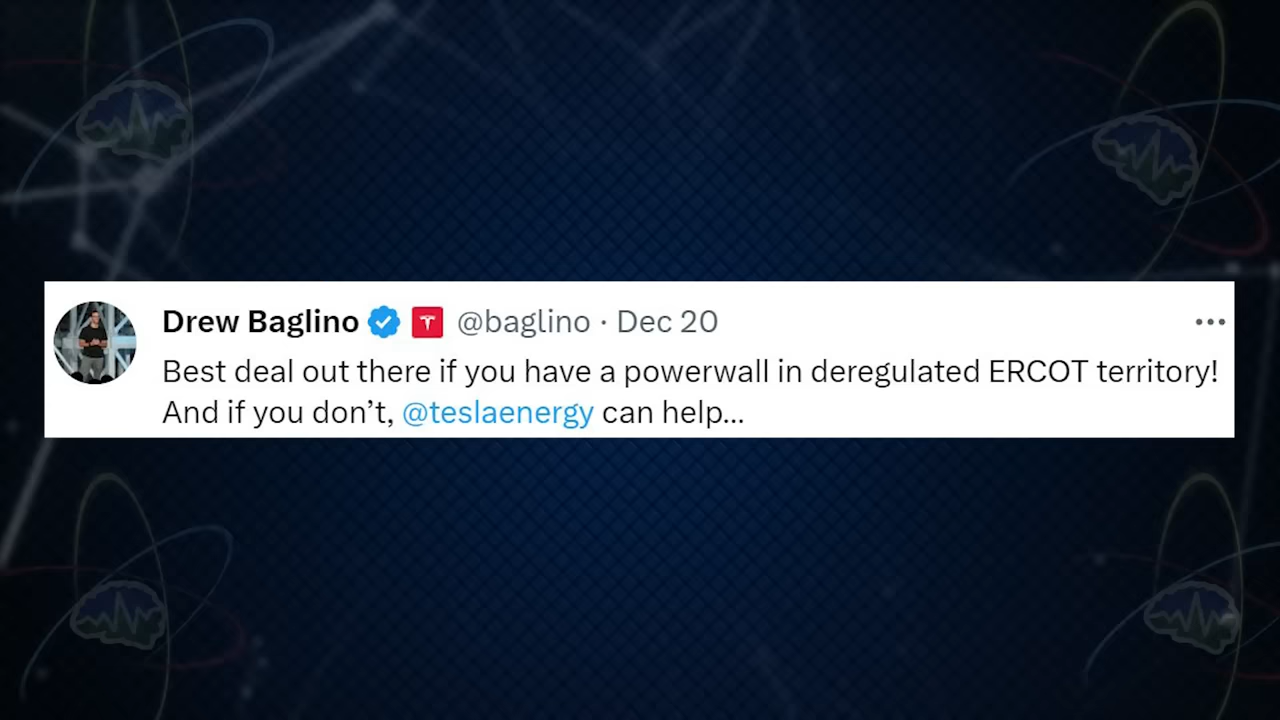 Drew Baglino @baglino · Dec 20
Best deal out there if you have a powerwall in deregulated ERCOT territory!
And if you don’t, @teslaenergy can help...